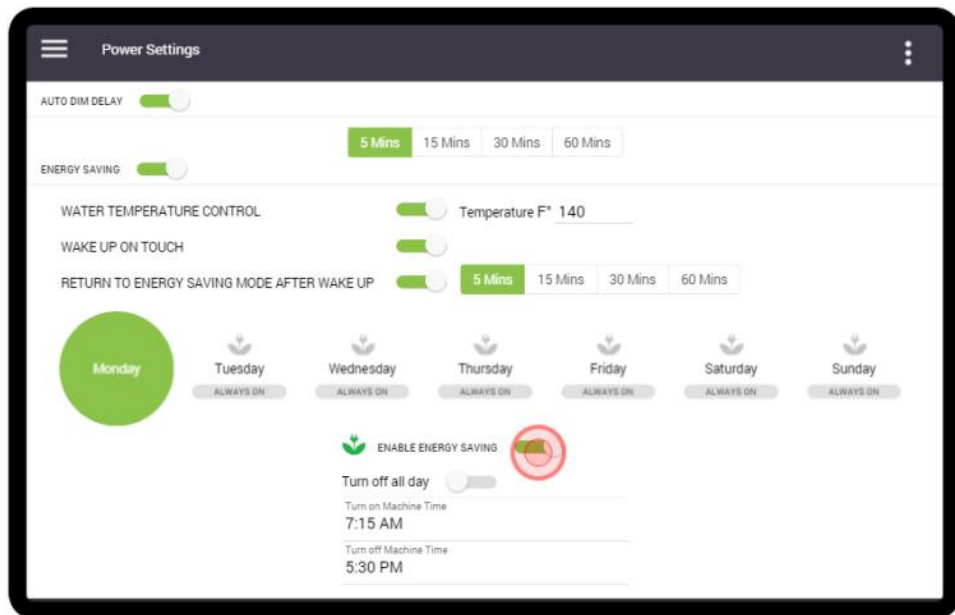 Power Settings
AUTO DIM DELAY
5 Mins 15 Mins 30 Mins 60 Mins
ENERGY SAVING
WATER TEMPERATURE CONTROL Temperature F° 140
WAKE UP ON TOUCH
RETURN TO ENERGY SAVING MODE AFTER WAKE UP 5 Mins 15 Mins 30 Mins 60 Mins
Monday Tuesday Wednesday Thursday Friday Saturday Sunday
ALWAYS ON ALWAYS ON ALWAYS ON ALWAYS ON ALWAYS ON ALWAYS ON
ENABLE ENERGY SAVING
Turn off all day
Turn on Machine Time
7:15 AM
Turn off Machine Time
5:30 PM